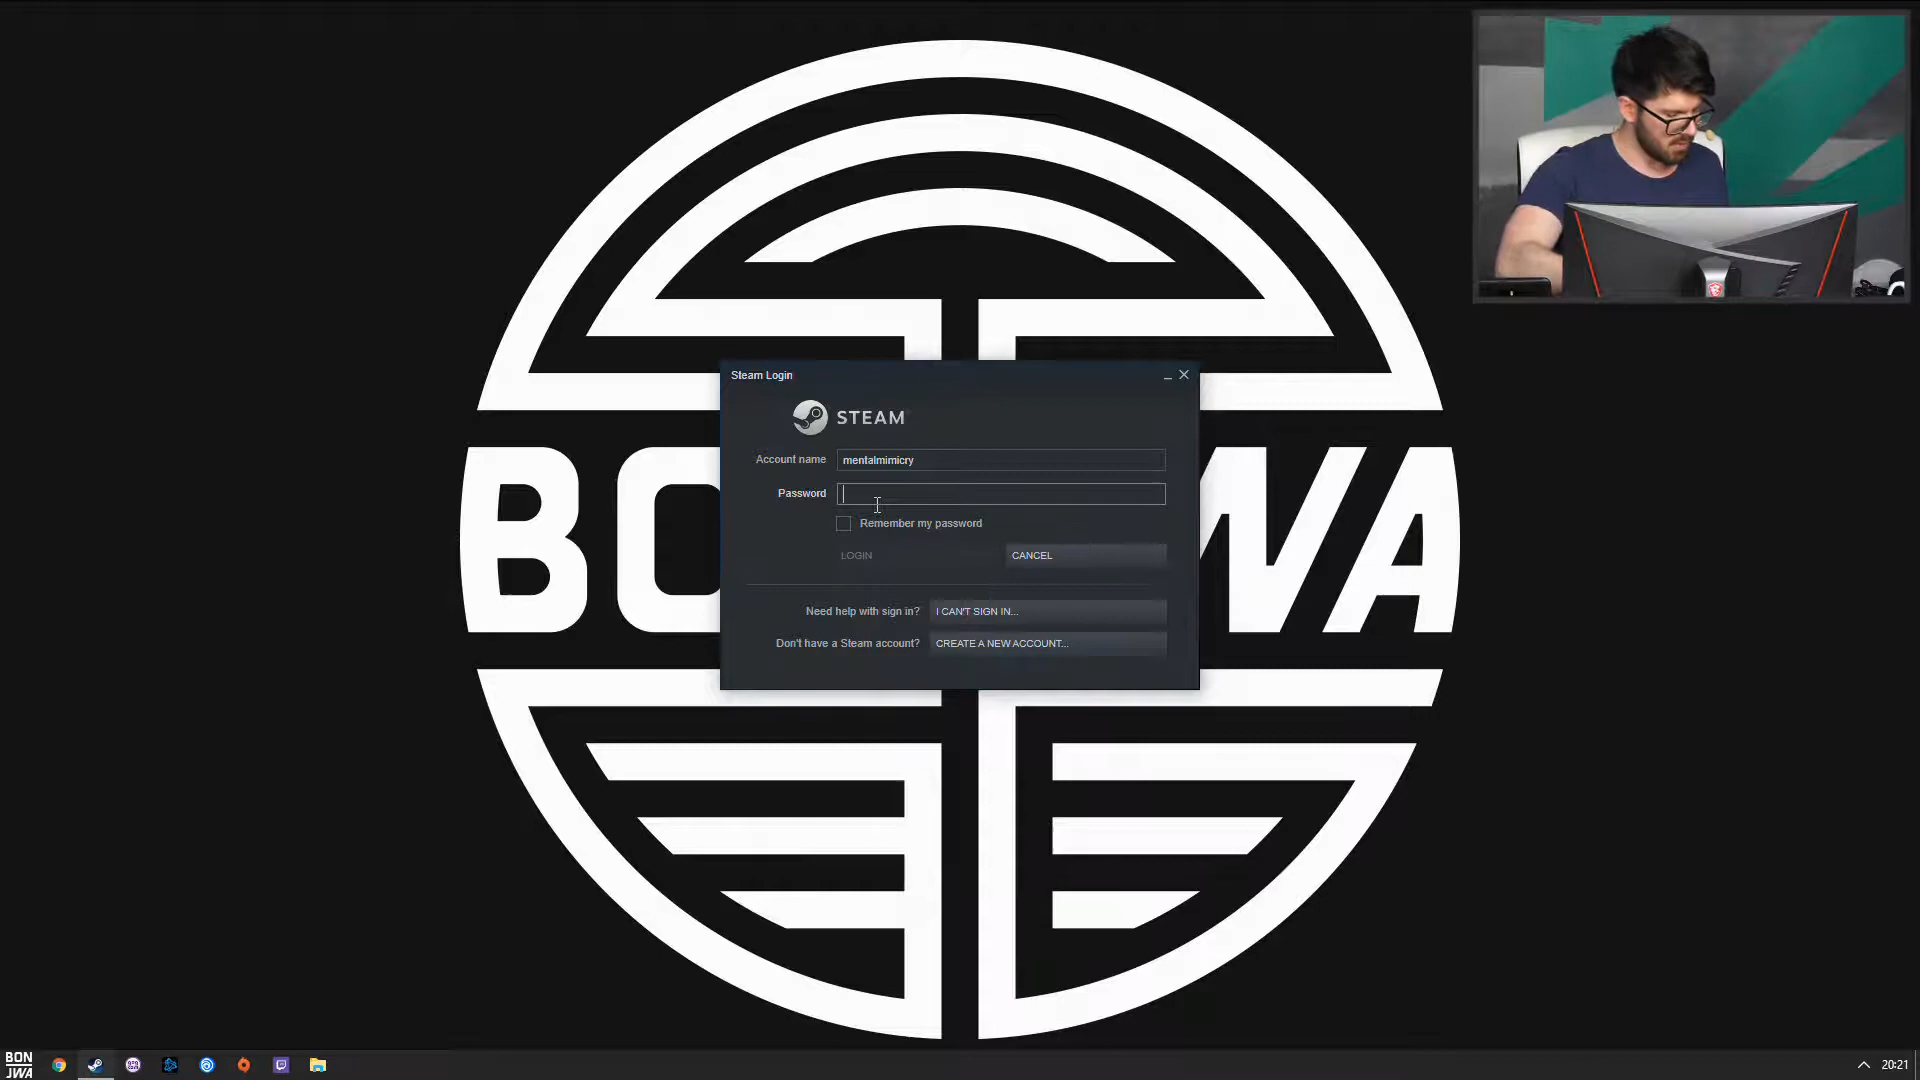 Steam Login
STEAM
Account name mentalmimicry
Password
Remember my password
LOGIN CANCEL
Need help with sign in? I CAN'T SIGN IN...
Don't have a Steam account? CREATE A NEW ACCOUNT...
BON
JWA
20:21